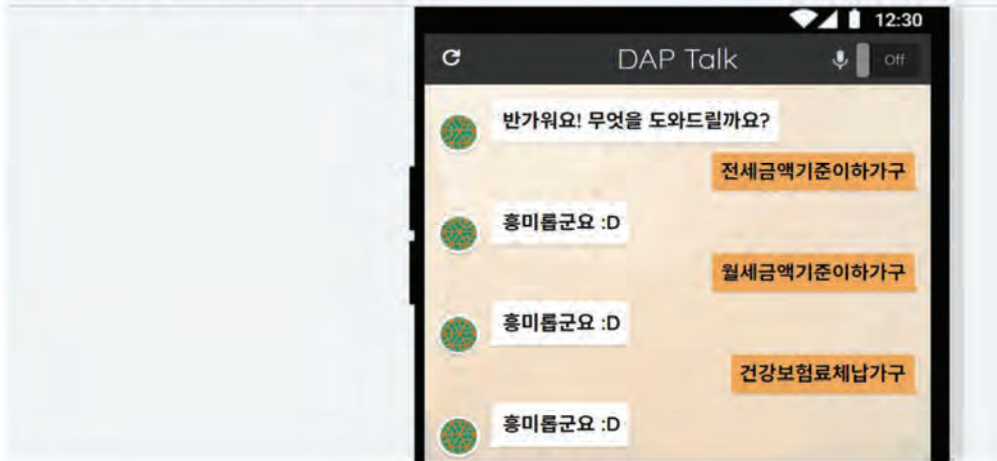 12:30
DAP Talk
Off
반가워요! 무엇을 도와드릴까요?
전세금액기준이하가구
흥미롭군요 :D
월세금액기준이하가구
흥미롭군요 :D
건강보험료체납가구
흥미롭군요 :D